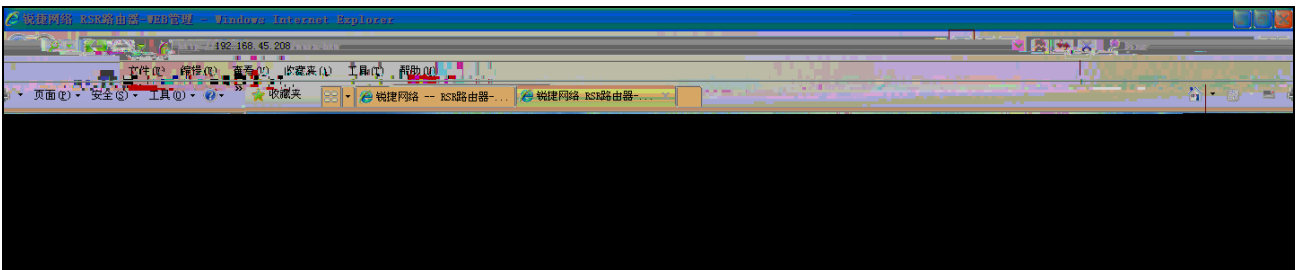 锐捷网络 RSR路由器-WEB管理 - Windows Internet Explorer
192.168.45.208
文件(F) 编辑(E) 查看(V) 收藏夹(A) 工具(T) 帮助(H)
页面(P) 安全(S) 工具(O) » 收藏夹 锐捷网络 -- RSR路由器-... 锐捷网络 RSR路由器-...